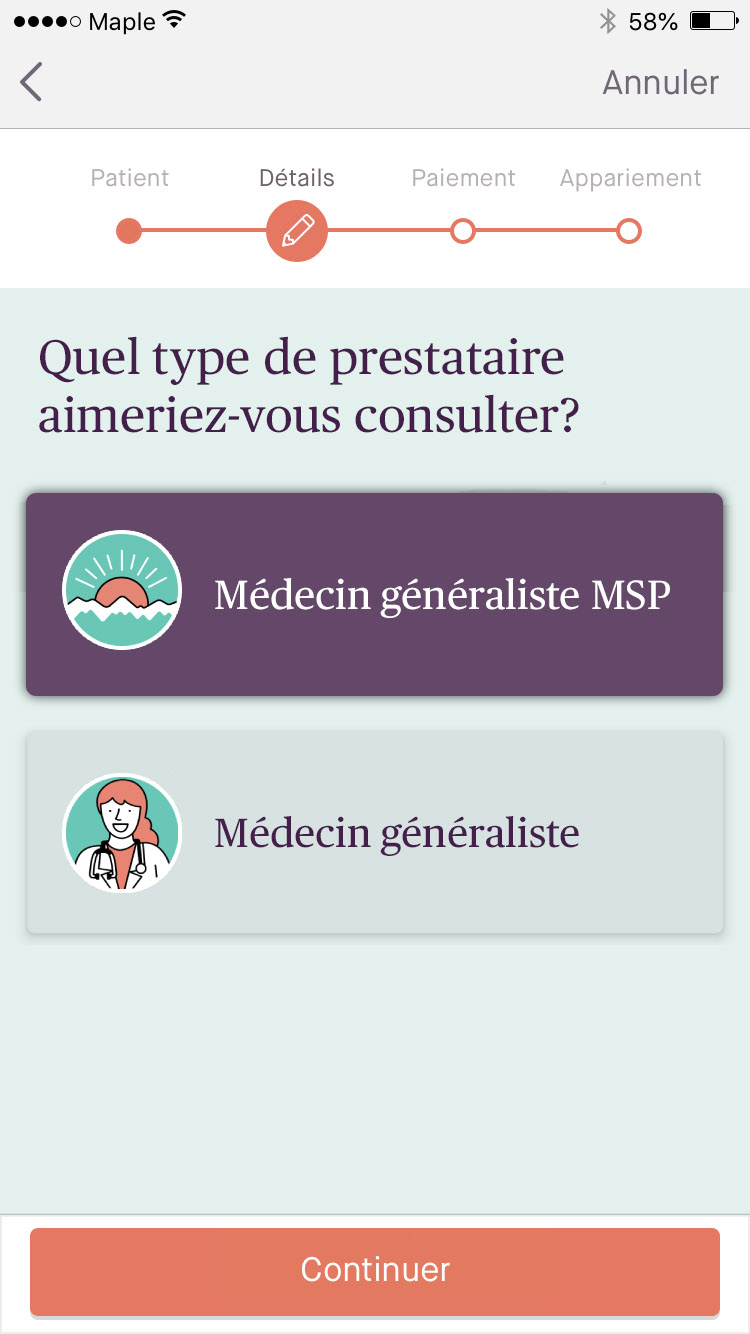 Maple 58%
Annuler
Patient Détails Paiement Appariement
Quel type de prestataire
aimeriez-vous consulter?
Médecin généraliste MSP
Médecin généraliste
Continuer